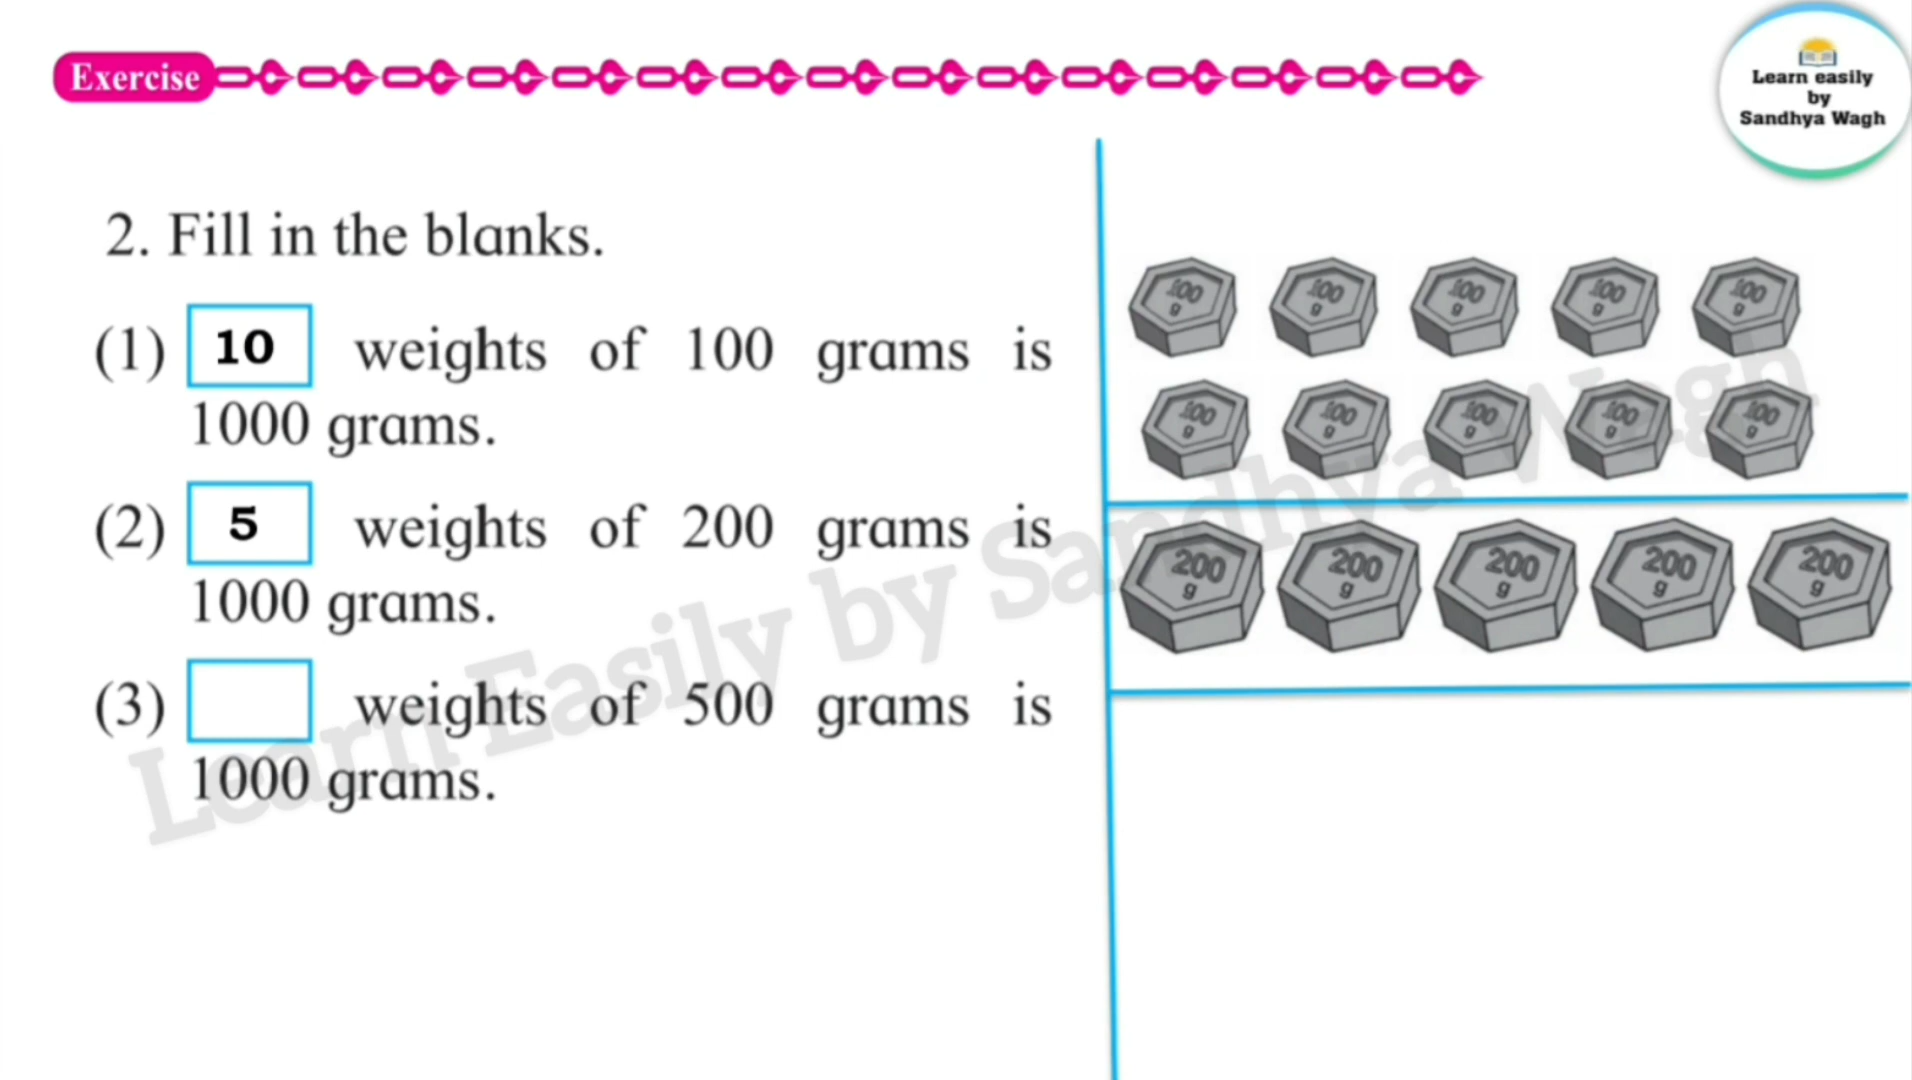 Exercise
Learn easily
by
Sandhya Wagh
2. Fill in the blanks.
(1) 10 weights of 100 grams is
1000 grams.
(2) 5 weights of 200 grams is
1000 grams.
(3) weights of 500 grams is
1000 grams.
100 g 100 g 100 g 100 g 100 g
100 g 100 g 100 g 100 g 100 g
200 g 200 g 200 g 200 g 200 g
Learn Easily by Sandhya Wagh